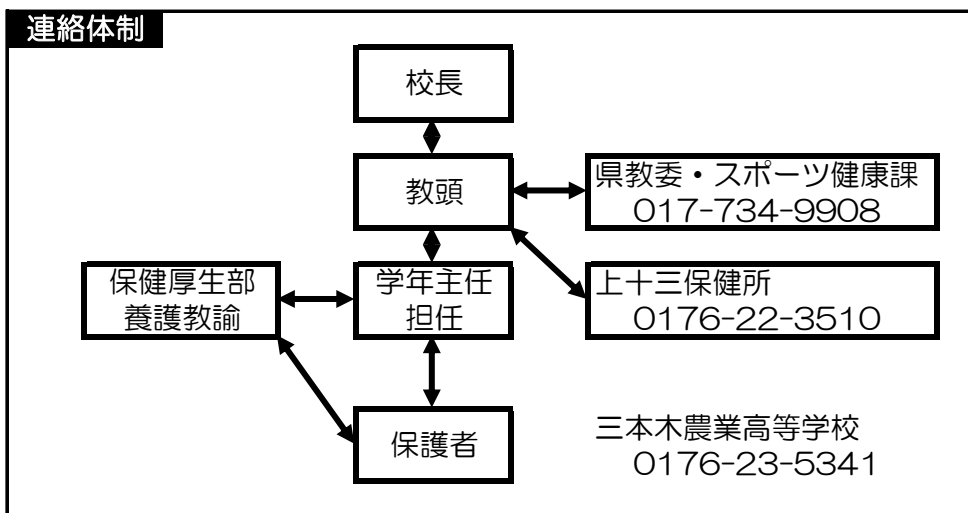 連絡体制
校長
教頭
県教委・スポーツ健康課
017-734-9908
保健厚生部
養護教諭
学年主任
担任
上十三保健所
0176-22-3510
保護者
三本木農業高等学校
0176-23-5341